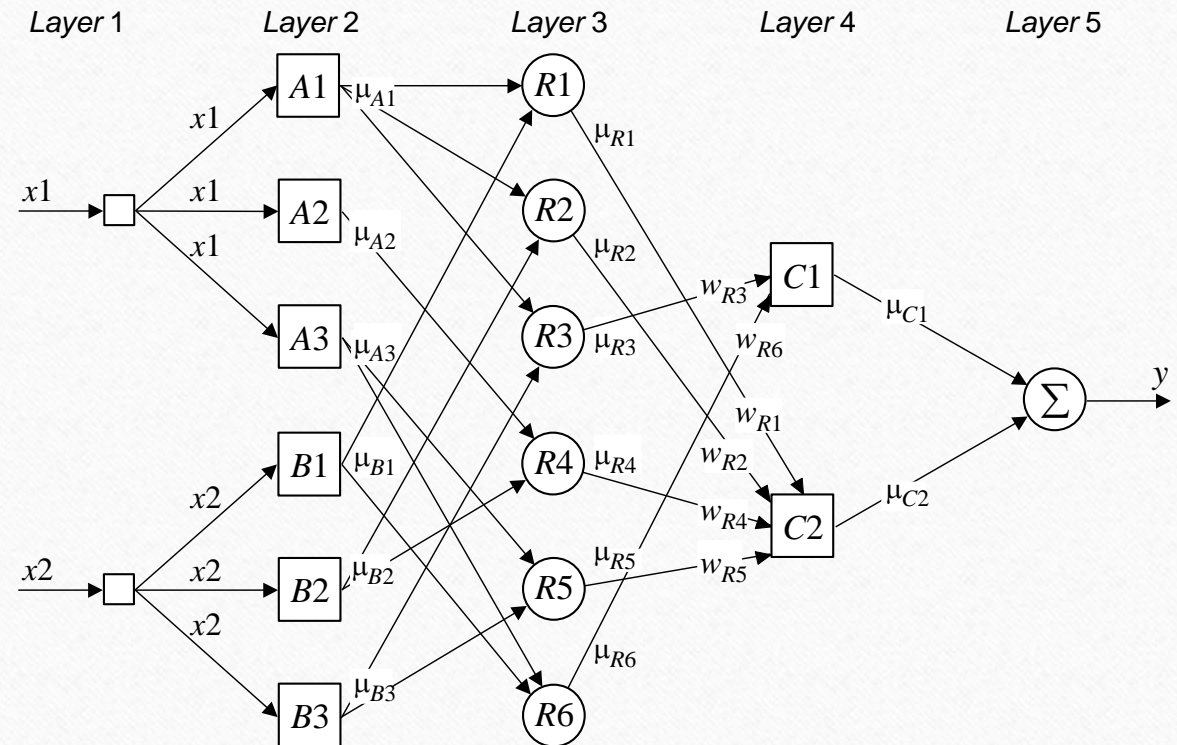 Layer 1 Layer 2 Layer 3 Layer 4 Layer 5
A1 μA1 R1
x1 μR1
x1 x1 A2 R2
μA2 μR2
x1 C1
wR3 μC1
A3 μA3 R3 μR3 wR6
Σ y
wR1
B1 μB1 R4 μR4 wR2
x2 μC2
wR4 C2
x2 x2 B2 μB2 R5 μR5 wR5
x2
μR6
B3 μB3 R6